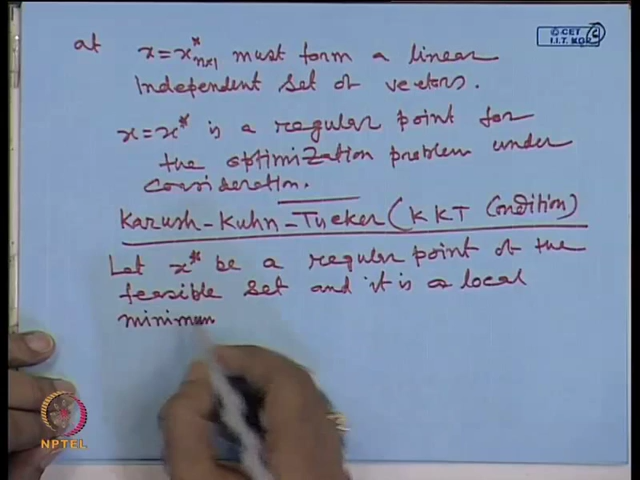 at x = x*nx1 must form a linear
Independent set of vectors.
x = x* is a regular point for
the optimization problem under
consideration.
Karush-Kuhn-Tucker (KKT Condition)
Let x* be a regular point of the
feasible set and it is a local
minimum
©CET
I.I.T. KGP
NPTEL